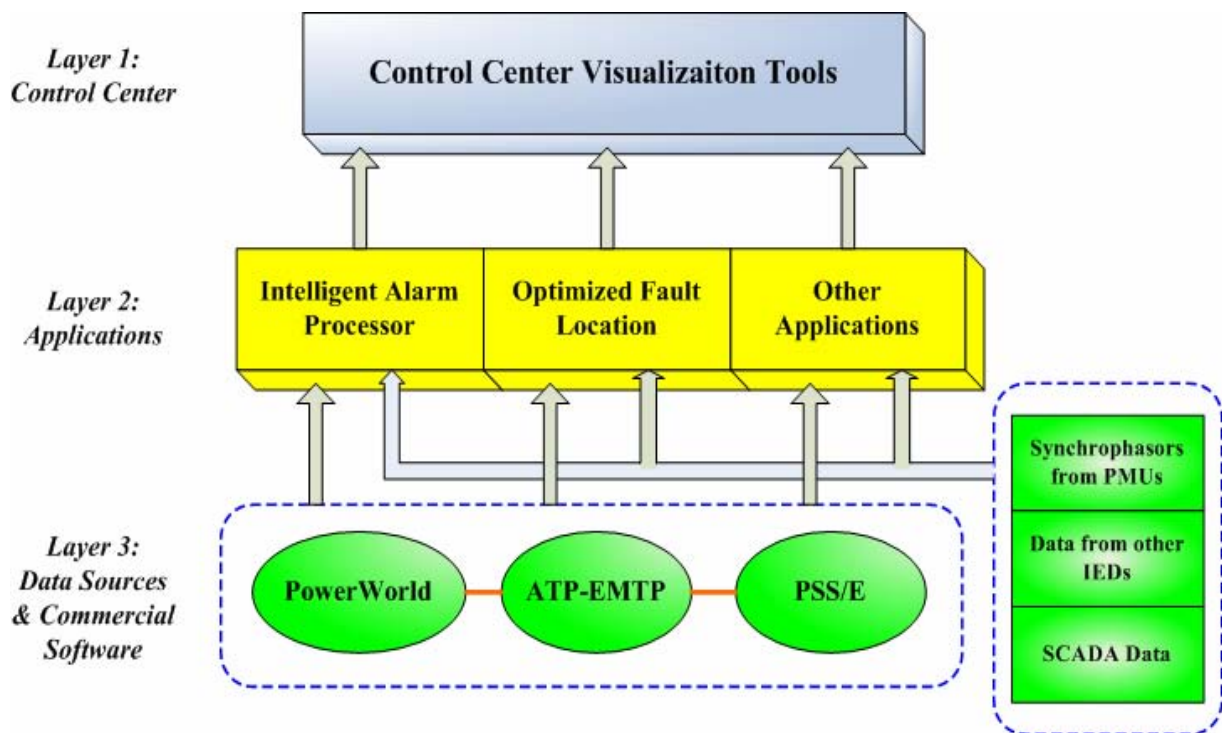 Layer 1:
Control Center
Control Center Visualizaiton Tools
Layer 2:
Applications
Intelligent Alarm
Processor
Optimized Fault
Location
Other
Applications
Layer 3:
Data Sources
& Commercial
Software
PowerWorld
ATP-EMTP
PSS/E
Synchrophasors
from PMUs
Data from other
IEDs
SCADA Data